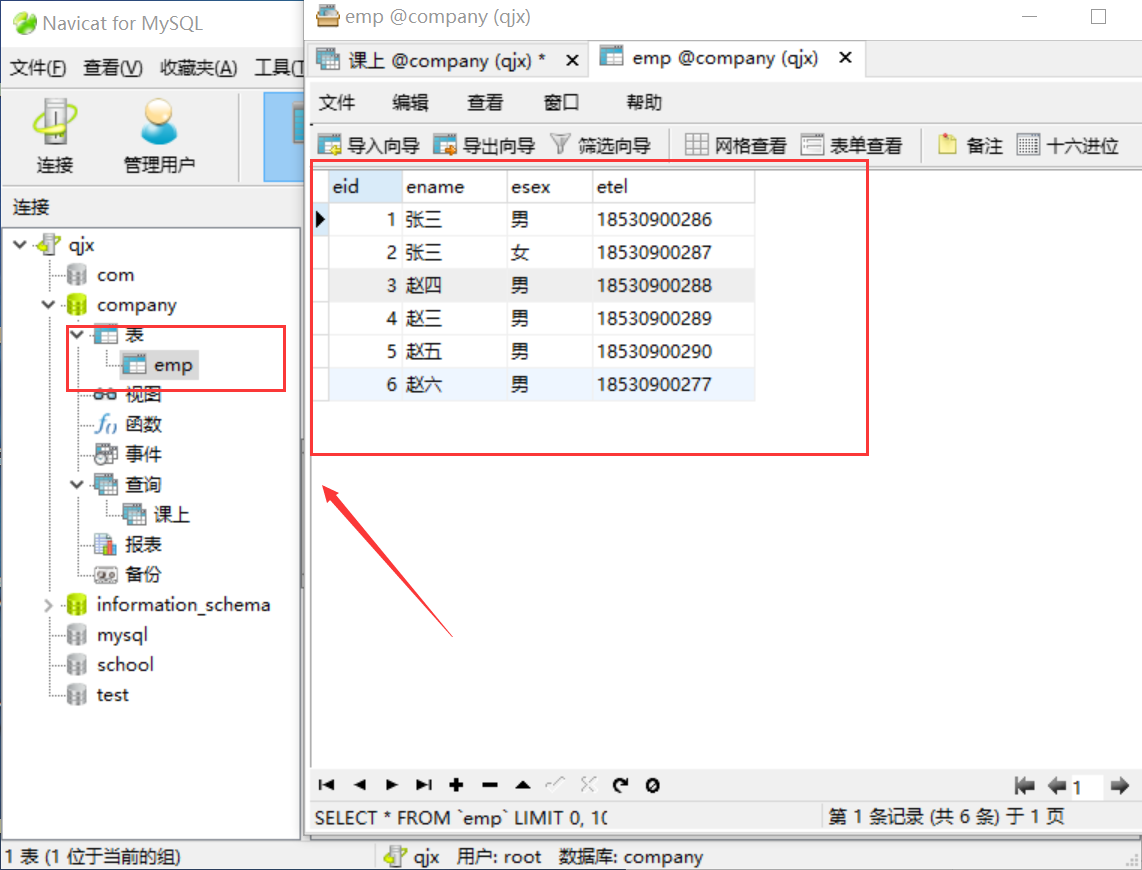 Navicat for MySQL
文件(F) 查看(V) 收藏夹(A) 工具(T
连接 管理用户
连接
qjx
com
company
表
emp
视图
函数
事件
查询
课上
报表
备份
information_schema
mysql
school
test
emp @company (qjx)
课上 @company (qjx) * emp @company (qjx)
文件 编辑 查看 窗口 帮助
导入向导 导出向导 筛选向导 网格查看 表单查看 备注 十六进位
eid ename esex etel
1 张三 男 18530900286
2 张三 女 18530900287
3 赵四 男 18530900288
4 赵三 男 18530900289
5 赵五 男 18530900290
6 赵六 男 18530900277
1
SELECT * FROM `emp` LIMIT 0, 10 第 1 条记录 (共 6 条) 于 1 页
1 表 (1 位于当前的组) qjx 用户: root 数据库: company